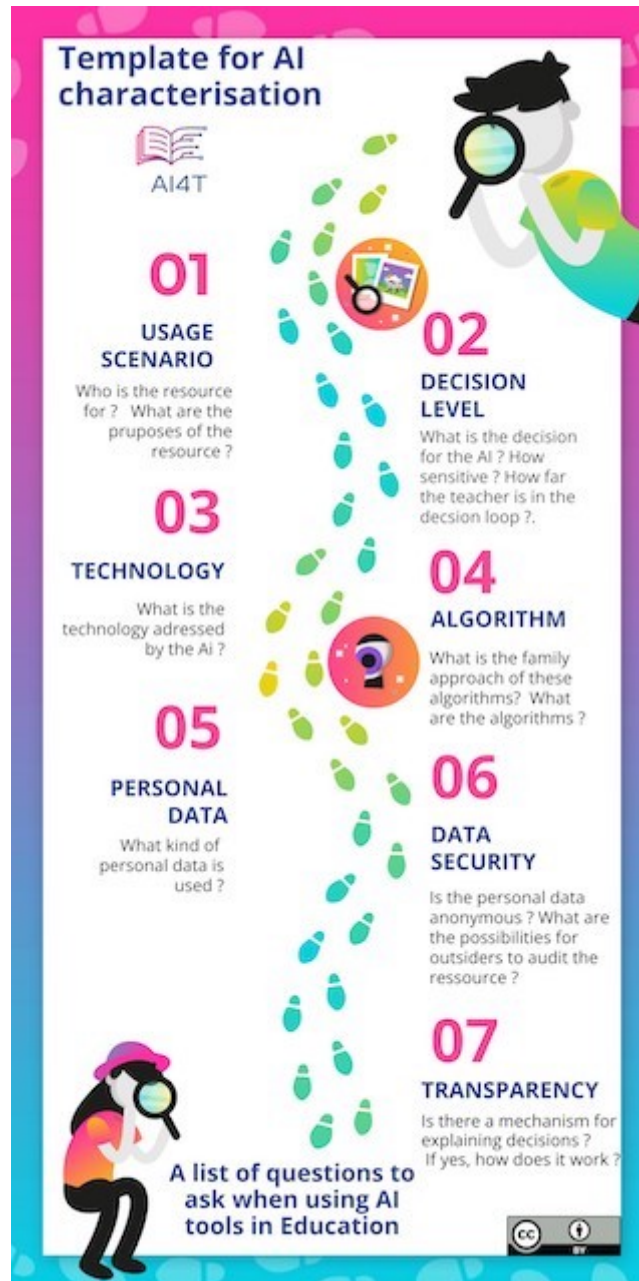 Template for AI
characterisation
AI4T
01
USAGE
SCENARIO
Who is the resource
for ? What are the
pruposes of the
resource ?
02
DECISION
LEVEL
What is the decision
for the AI ? How
sensitive ? How far
the teacher is in the
decsion loop ?.
03
TECHNOLOGY
What is the
technology adressed
by the Ai ?
04
ALGORITHM
What is the family
approach of these
algorithms? What
are the algorithms ?
05
PERSONAL
DATA
What kind of
personal data is
used ?
06
DATA
SECURITY
Is the personal data
anonymous ? What are
the possibilities for
outsiders to audit the
ressource ?
07
TRANSPARENCY
Is there a mechanism for
explaining decisions ?
If yes, how does it work ?
A list of questions to
ask when using AI
tools in Education
cc
BY